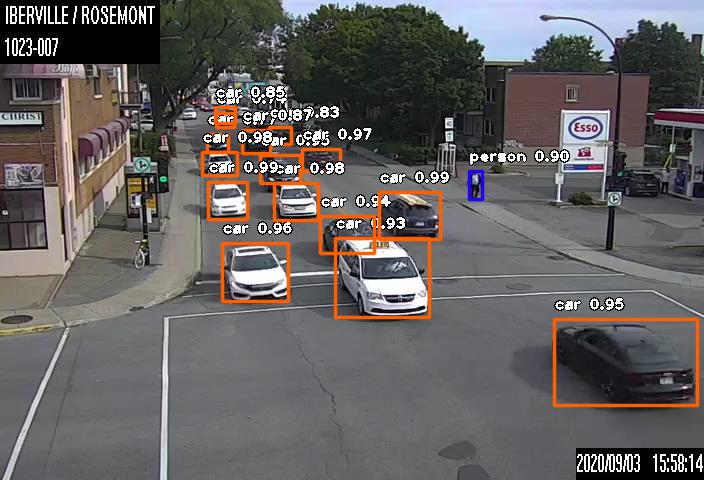 IBERVILLE / ROSEMONT
1023-007
car 0.85
0.83
car 0.87
car 0.98
car 0.97
car 0.99
car 0.98
person 0.90
car 0.99
car 0.94
car 0.93
car 0.96
car 0.95
CHRIST
Esso
2020/09/03 15:58:14